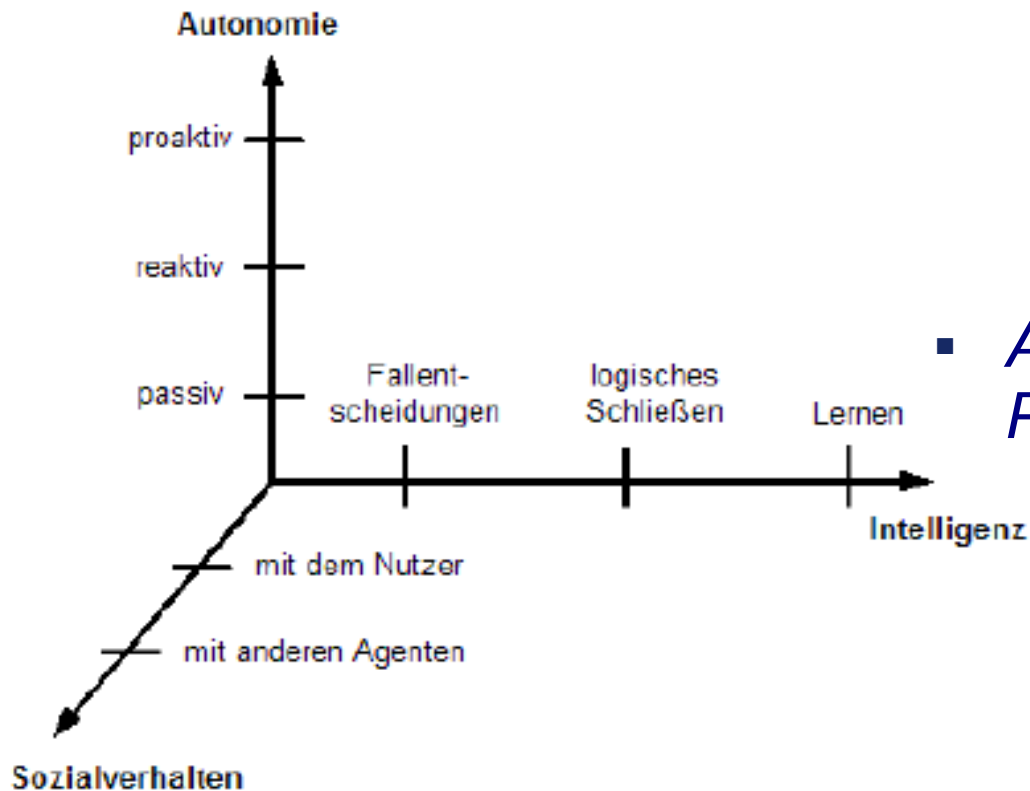 Autonomie
proaktiv
reaktiv
passiv
Fallent-
scheidungen
logisches
Schließen
Lernen
Intelligenz
mit dem Nutzer
mit anderen Agenten
Sozialverhalten